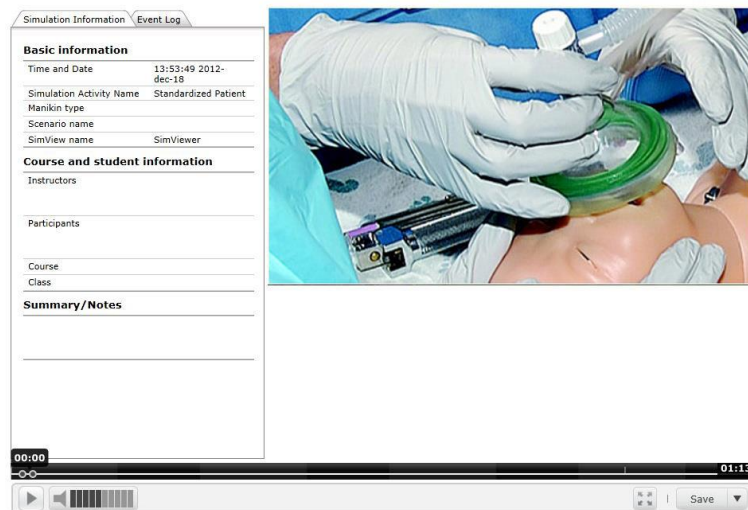 Simulation Information
Event Log
Basic information
Time and Date 13:53:49 2012-
dec-18
Simulation Activity Name Standardized Patient
Manikin type
Scenario name
SimView name SimViewer
Course and student information
Instructors
Participants
Course
Class
Summary/Notes
00:00
01:13
Save